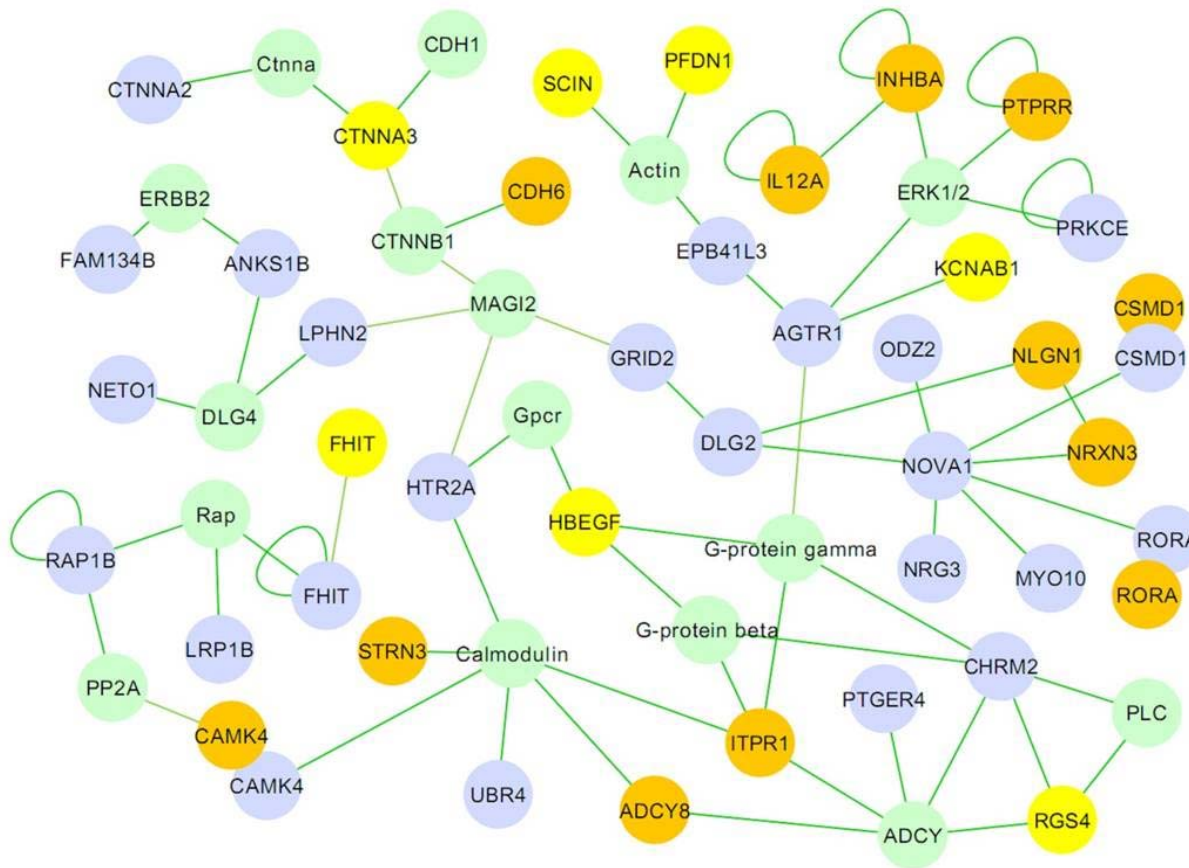 CDH1
Ctnna
PFDN1
INHBA
SCIN
CTNNA2
PTPRR
CTNNA3
Actin
IL12A
CDH6
ERK1/2
ERBB2
PRKCE
CTNNB1
EPB41L3
FAM134B
ANKS1B
KCNAB1
MAGI2
CSMD1
LPHN2
AGTR1
ODZ2
GRID2
NLGN1
CSMD1
NETO1
DLG4
Gpcr
FHIT
DLG2
NOVA1
NRXN3
HTR2A
Rap
HBEGF
RAP1B
G-protein gamma
RORA
FHIT
NRG3
MYO10
RORA
G-protein beta
LRP1B
STRN3
Calmodulin
CHRM2
PP2A
PTGER4
PLC
CAMK4
ITPR1
CAMK4
UBR4
ADCY8
ADCY
RGS4